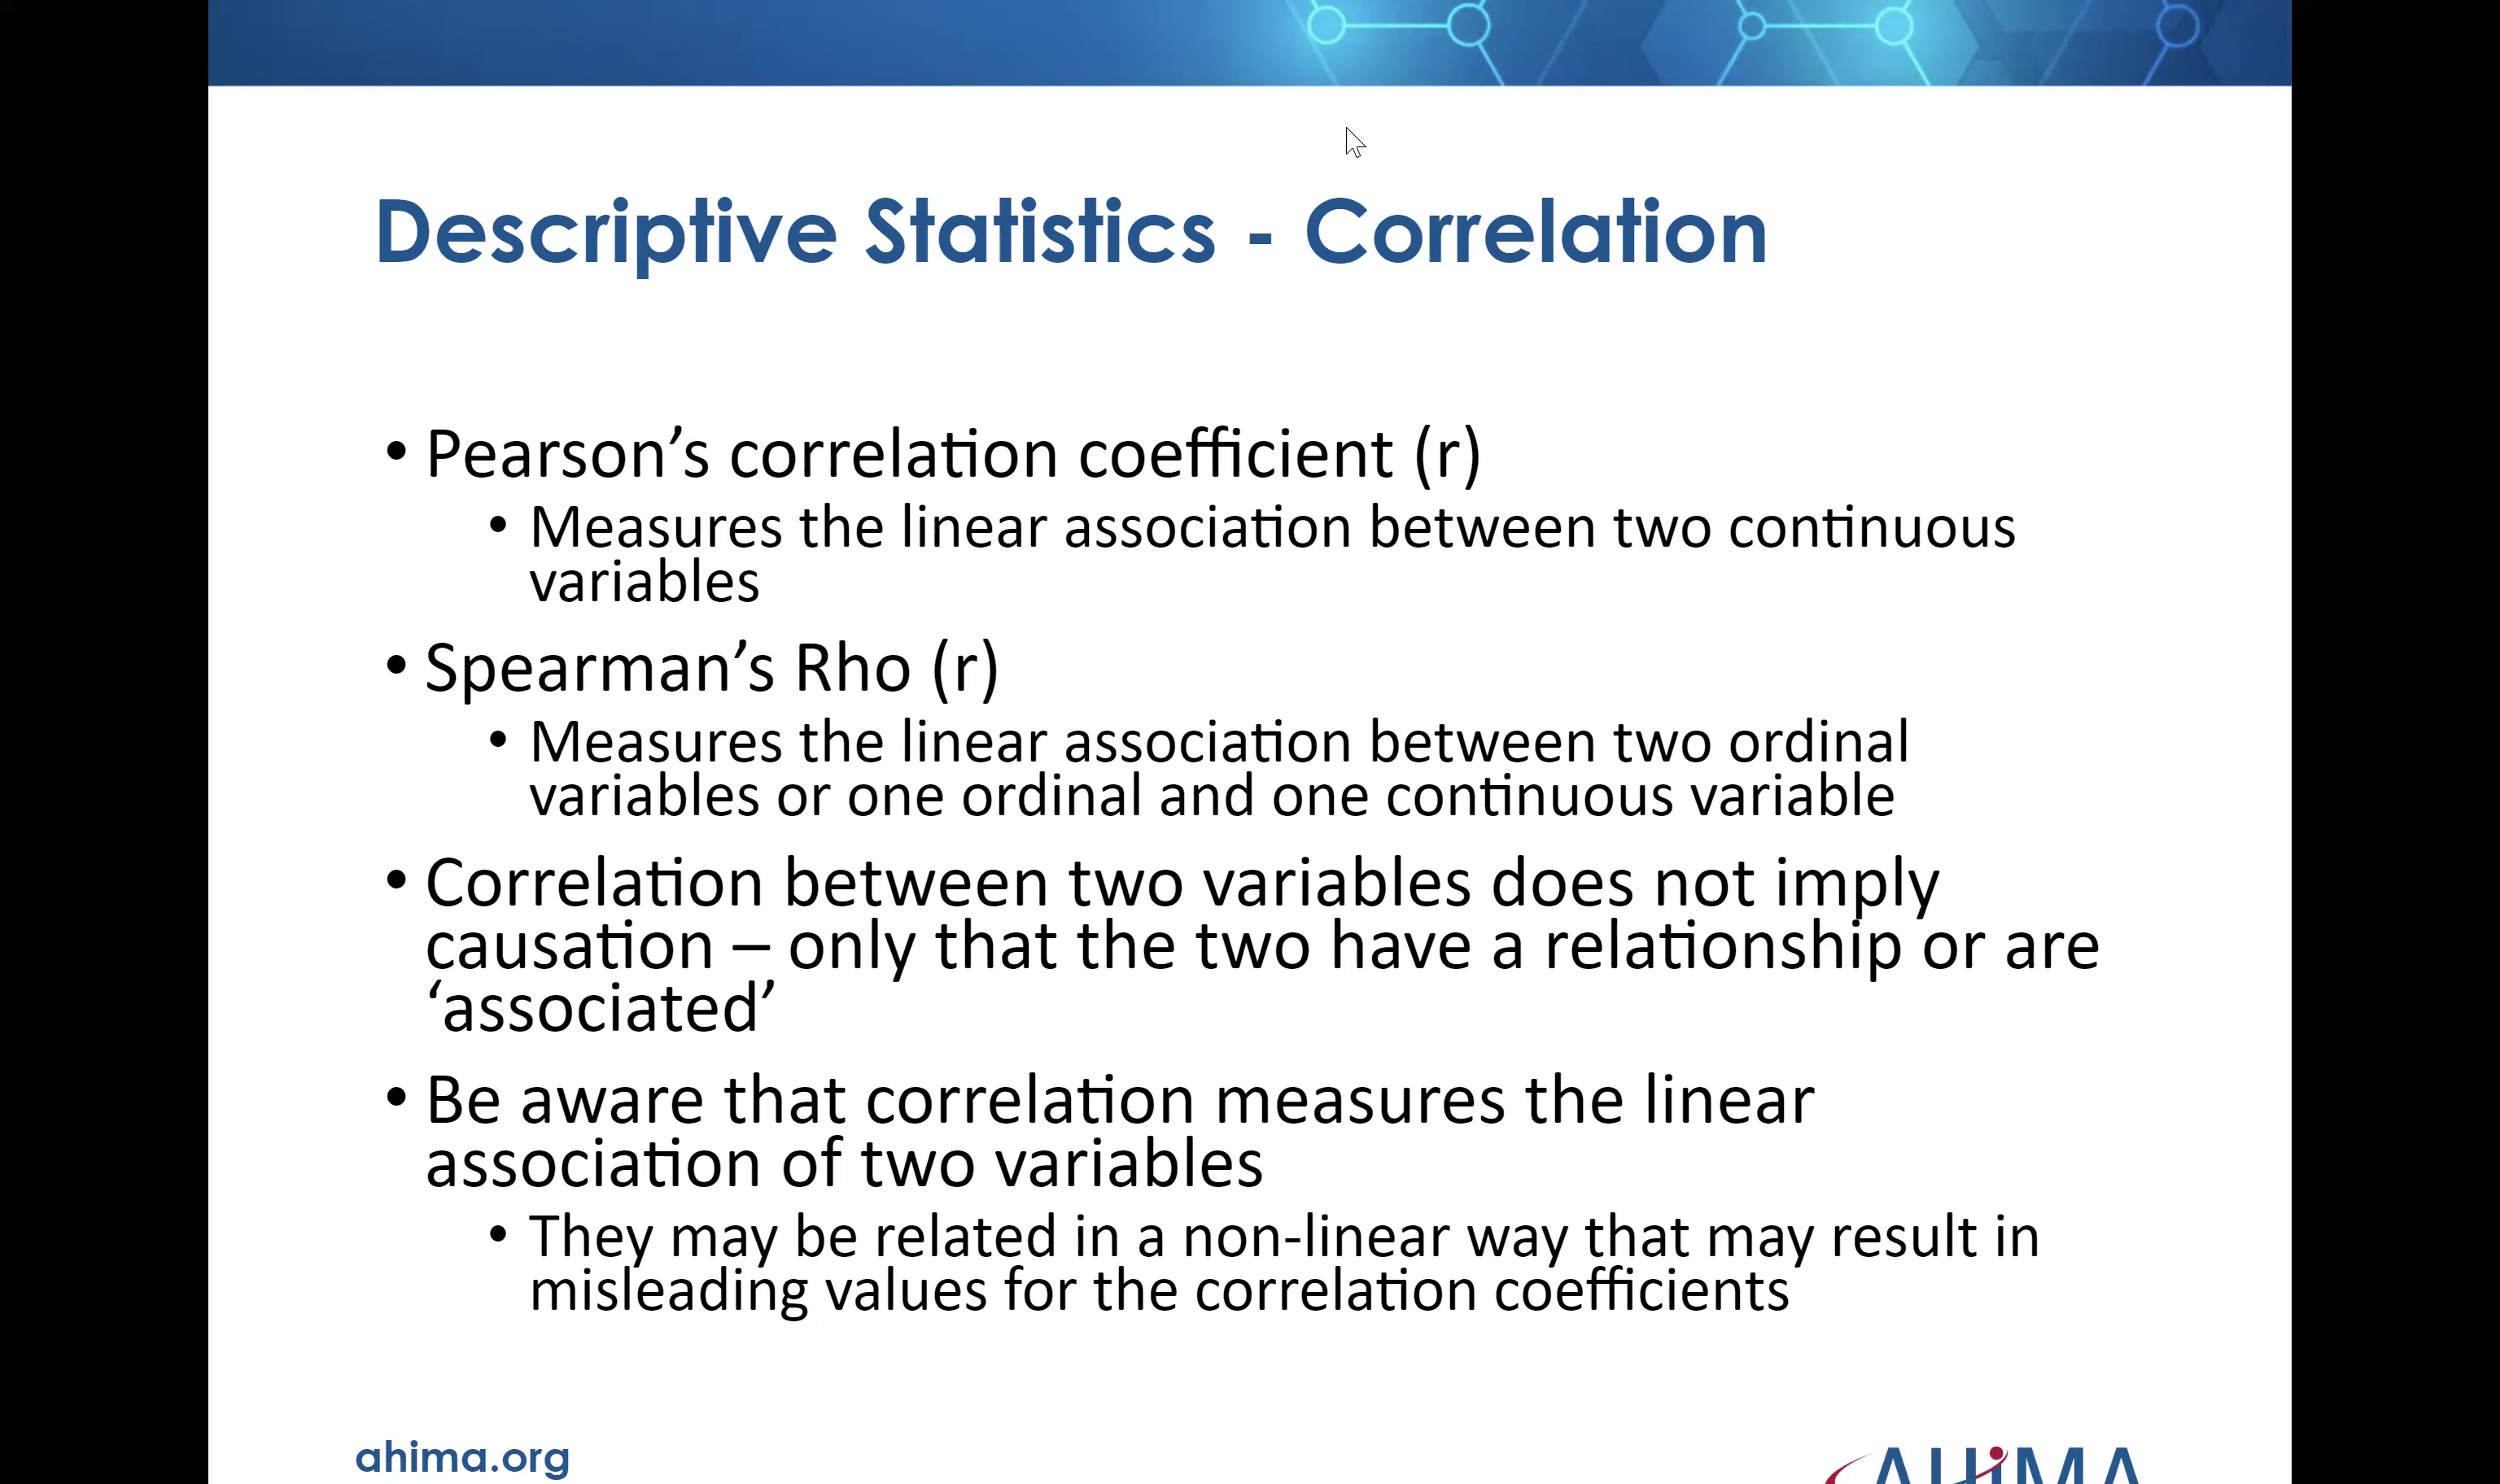 Descriptive Statistics - Correlation
• Pearson’s correlation coefficient (r)
• Measures the linear association between two continuous
variables
• Spearman’s Rho (r)
• Measures the linear association between two ordinal
variables or one ordinal and one continuous variable
• Correlation between two variables does not imply
causation – only that the two have a relationship or are
‘associated’
• Be aware that correlation measures the linear
association of two variables
• They may be related in a non-linear way that may result in
misleading values for the correlation coefficients
ahima.org
AHiMA